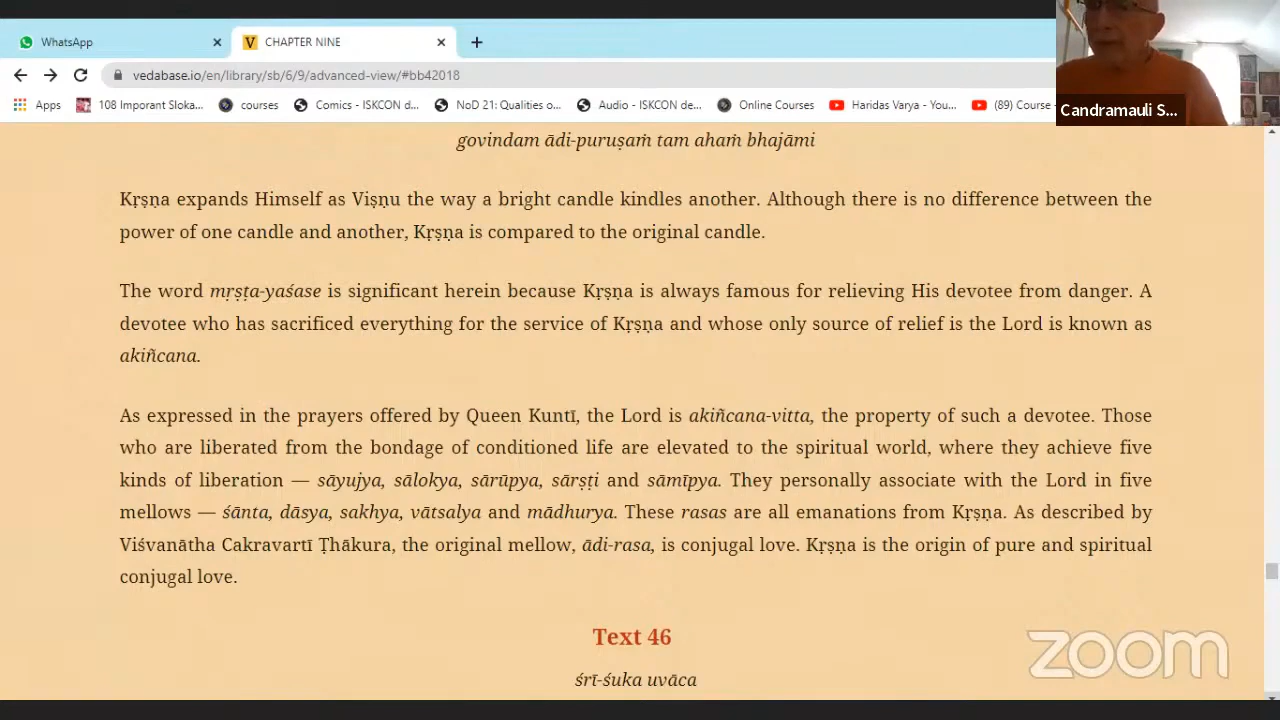 WhatsApp
CHAPTER NINE
vedabase.io/en/library/sb/6/9/advanced-view/#bb42018
Apps
108 Imporant Sloka...
courses
Comics - ISKCON d...
NoD 21: Qualities o...
Audio - ISKCON de...
Online Courses
Haridas Varya - You...
(89) Course -
Candramauli S...
govindam ādi-puruṣaṁ tam ahaṁ bhajāmi
Kṛṣṇa expands Himself as Viṣṇu the way a bright candle kindles another. Although there is no difference between the
power of one candle and another, Kṛṣṇa is compared to the original candle.
The word mṛṣṭa-yaśase is significant herein because Kṛṣṇa is always famous for relieving His devotee from danger. A
devotee who has sacrificed everything for the service of Kṛṣṇa and whose only source of relief is the Lord is known as
akiñcana.
As expressed in the prayers offered by Queen Kuntī, the Lord is akiñcana-vitta, the property of such a devotee. Those
who are liberated from the bondage of conditioned life are elevated to the spiritual world, where they achieve five
kinds of liberation — sāyujya, sālokya, sārūpya, sārṣṭi and sāmīpya. They personally associate with the Lord in five
mellows — śānta, dāsya, sakhya, vātsalya and mādhurya. These rasas are all emanations from Kṛṣṇa. As described by
Viśvanātha Cakravartī Ṭhākura, the original mellow, ādi-rasa, is conjugal love. Kṛṣṇa is the origin of pure and spiritual
conjugal love.
Text 46
śrī-śuka uvāca
zoom